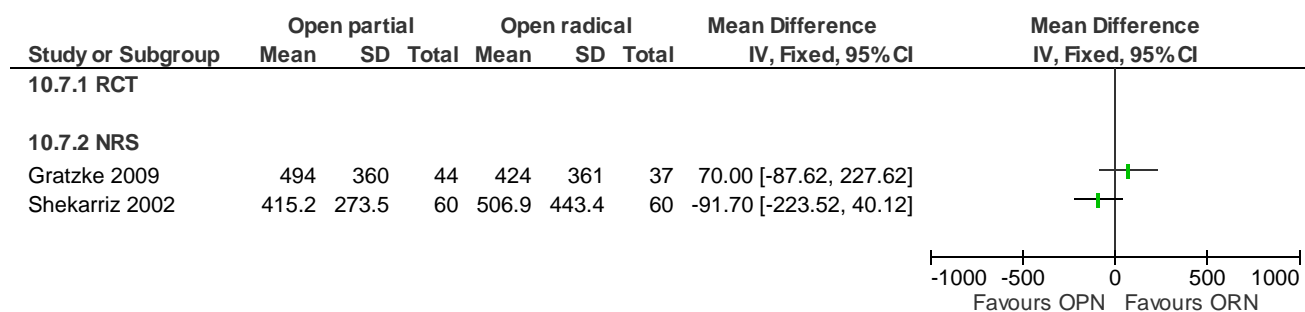 Open partial Open radical Mean Difference Mean Difference
Study or Subgroup Mean SD Total Mean SD Total IV, Fixed, 95% CI IV, Fixed, 95% CI
10.7.1 RCT
10.7.2 NRS
Gratzke 2009 494 360 44 424 361 37 70.00 [-87.62, 227.62]
Shekarriz 2002 415.2 273.5 60 506.9 443.4 60 -91.70 [-223.52, 40.12]
-1000 -500 0 500 1000
Favours OPN Favours ORN